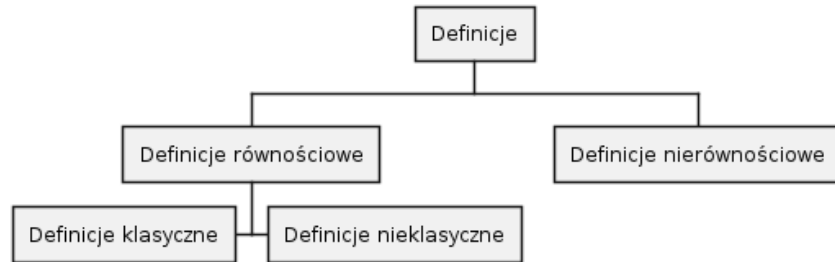 Definicje
Definicje równościowe
Definicje nierównościowe
Definicje klasyczne
Definicje nieklasyczne